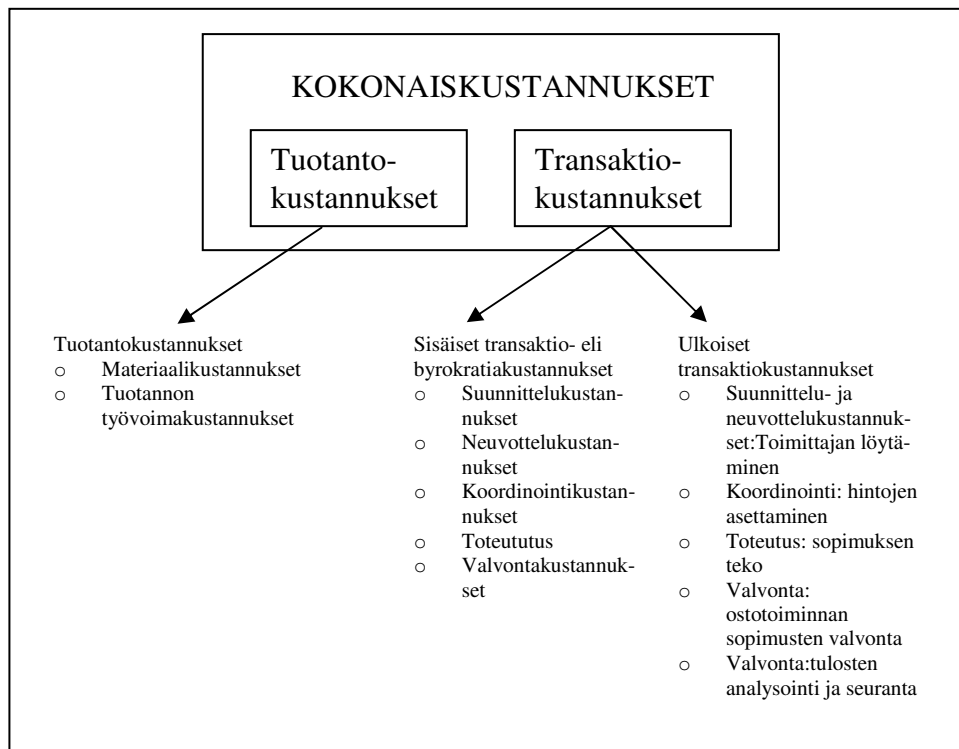 KOKONAISKUSTANNUKSET
Tuotanto-
kustannukset
Transaktio-
kustannukset
Tuotantokustannukset
o Materiaalikustannukset
o Tuotannon
työvoimakustannukset
Sisäiset transaktio- eli
byrokratiakustannukset
o Suunnittelukustan-
nukset
o Neuvottelukustan-
nukset
o Koordinointikustan-
nukset
o Toteututus
o Valvontakustannuk-
set
Ulkoiset
transaktiokustannukset
o Suunnittelu- ja
neuvottelukustannuk-
set:Toimittajan löytä-
minen
o Koordinointi: hintojen
asettaminen
o Toteutus: sopimuksen
teko
o Valvonta:
ostotoiminnan
sopimusten valvonta
o Valvonta:tulosten
analysointi ja seuranta